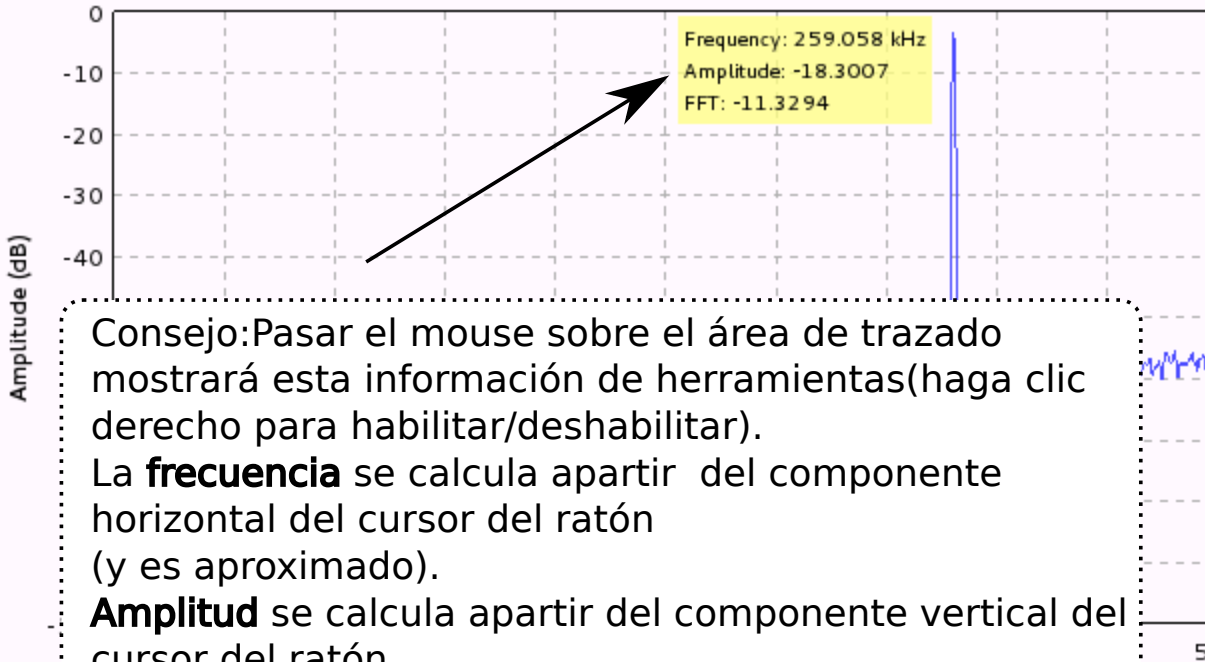 0
-10
-20
-30
-40
Amplitude (dB)
Frequency: 259.058 kHz
Amplitude: -18.3007
FFT: -11.3294
Consejo:Pasar el mouse sobre el área de trazado
mostrará esta información de herramientas(haga clic
derecho para habilitar/deshabilitar).
La frecuencia se calcula apartir  del componente
horizontal del cursor del ratón
(y es aproximado).
Amplitud se calcula apartir del componente vertical del
cursor del ratón